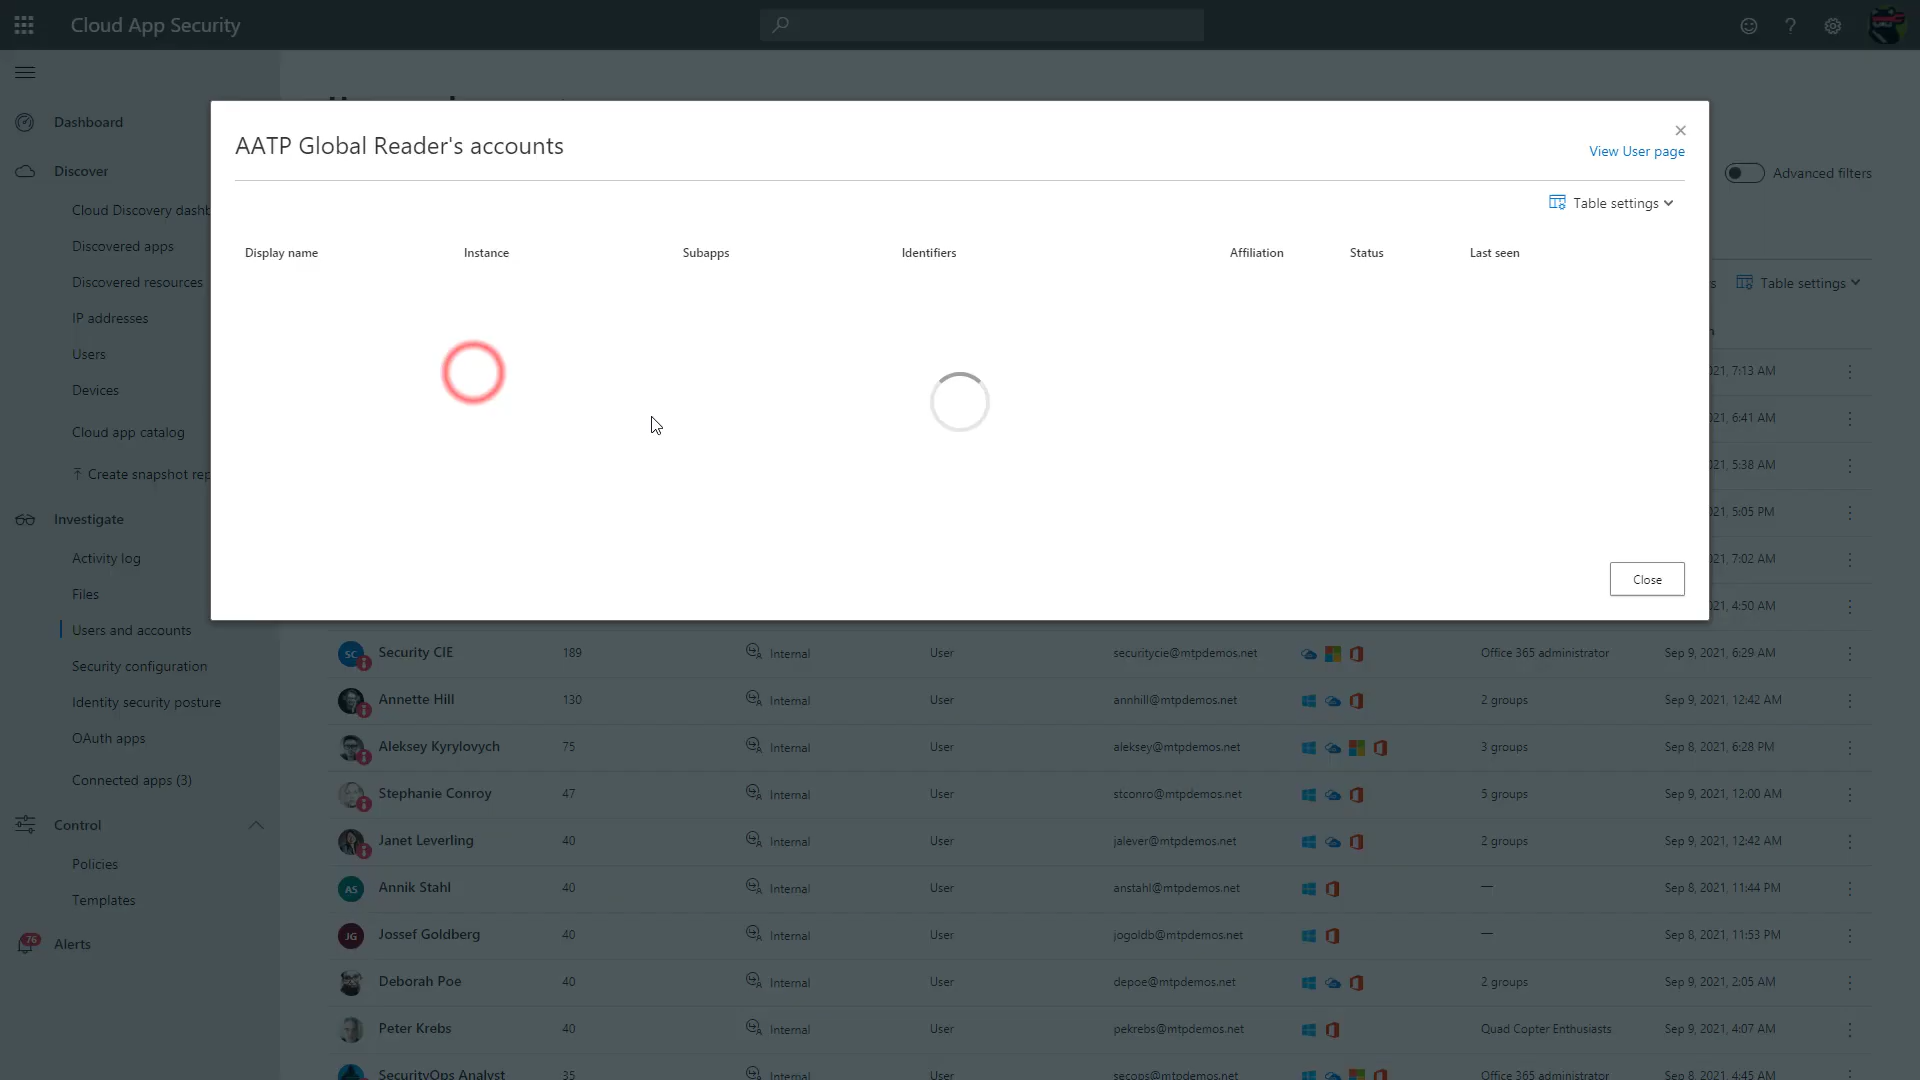 Cloud App Security
Dashboard
Discover
Cloud Discovery dashb
Discovered apps
Discovered resources
IP addresses
Users
Devices
Cloud app catalog
Create snapshot rep
Investigate
Activity log
Files
Users and accounts
Security configuration
Identity security posture
OAuth apps
Connected apps (3)
Control
Policies
Templates
76
Alerts
AATP Global Reader's accounts
View User page
Table settings
Display name Instance Subapps Identifiers Affiliation Status Last seen
Close
Advanced filters
Table settings
021, 7:13 AM
021, 6:41 AM
021, 5:38 AM
021, 5:05 PM
021, 7:02 AM
021, 4:50 AM
SC Security CIE 189 Internal User securitycie@mtpdemos.net Office 365 administrator Sep 9, 2021, 6:29 AM
Annette Hill 130 Internal User annhill@mtpdemos.net 2 groups Sep 9, 2021, 12:42 AM
Aleksey Kyrylovych 75 Internal User aleksey@mtpdemos.net 3 groups Sep 8, 2021, 6:28 PM
Stephanie Conroy 47 Internal User stconro@mtpdemos.net 5 groups Sep 9, 2021, 12:00 AM
Janet Leverling 40 Internal User jalever@mtpdemos.net 2 groups Sep 9, 2021, 12:42 AM
AS Annik Stahl 40 Internal User anstahl@mtpdemos.net — Sep 8, 2021, 11:44 PM
JG Jossef Goldberg 40 Internal User jogoldb@mtpdemos.net — Sep 8, 2021, 11:53 PM
Deborah Poe 40 Internal User depoe@mtpdemos.net 2 groups Sep 9, 2021, 2:05 AM
Peter Krebs 40 Internal User pekrebs@mtpdemos.net Quad Copter Enthusiasts Sep 9, 2021, 4:07 AM
SecurityOps Analyst 35 Internal User secops@mtpdemos.net Office 365 administrator Sep 8, 2021, 4:45 AM